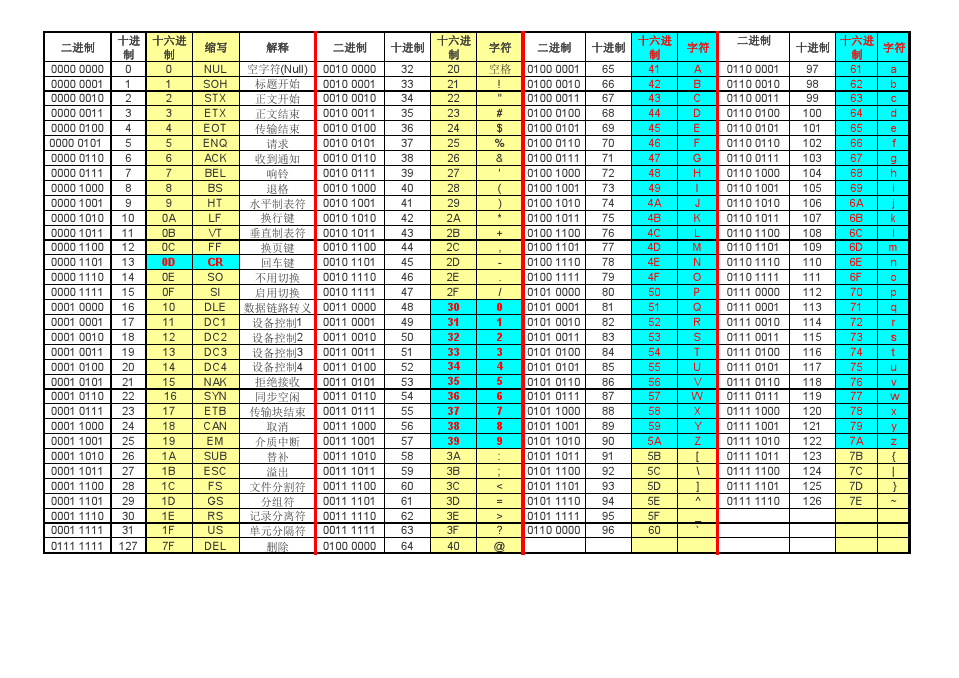 二进制 十进制 十六进制 缩写 解释 二进制 十进制 十六进制 字符 二进制 十进制 十六进制 字符 二进制 十进制 十六进制 字符
0000 0000 0 0 NUL 空字符(Null) 0010 0000 32 20 空格 0100 0001 65 41 A 0110 0001 97 61 a
0000 0001 1 1 SOH 标题开始 0010 0001 33 21 ! 0100 0010 66 42 B 0110 0010 98 62 b
0000 0010 2 2 STX 正文开始 0010 0010 34 22 " 0100 0011 67 43 C 0110 0011 99 63 c
0000 0011 3 3 ETX 正文结束 0010 0011 35 23 # 0100 0100 68 44 D 0110 0100 100 64 d
0000 0100 4 4 EOT 传输结束 0010 0100 36 24 $ 0100 0101 69 45 E 0110 0101 101 65 e
0000 0101 5 5 ENQ 请求 0010 0101 37 25 % 0100 0110 70 46 F 0110 0110 102 66 f
0000 0110 6 6 ACK 收到通知 0010 0110 38 26 & 0100 0111 71 47 G 0110 0111 103 67 g
0000 0111 7 7 BEL 响铃 0010 0111 39 27 ' 0100 1000 72 48 H 0110 1000 104 68 h
0000 1000 8 8 BS 退格 0010 1000 40 28 ( 0100 1001 73 49 I 0110 1001 105 69 i
0000 1001 9 9 HT 水平制表符 0010 1001 41 29 ) 0100 1010 74 4A J 0110 1010 106 6A j
0000 1010 10 0A LF 换行键 0010 1010 42 2A * 0100 1011 75 4B K 0110 1011 107 6B k
0000 1011 11 0B VT 垂直制表符 0010 1011 43 2B + 0100 1100 76 4C L 0110 1100 108 6C l
0000 1100 12 0C FF 换页键 0010 1100 44 2C , 0100 1101 77 4D M 0110 1101 109 6D m
0000 1101 13 0D CR 回车键 0010 1101 45 2D - 0100 1110 78 4E N 0110 1110 110 6E n
0000 1110 14 0E SO 不用切换 0010 1110 46 2E . 0100 1111 79 4F O 0110 1111 111 6F o
0000 1111 15 0F SI 启用切换 0010 1111 47 2F / 0101 0000 80 50 P 0111 0000 112 70 p
0001 0000 16 10 DLE 数据链路转义 0011 0000 48 30 0 0101 0001 81 51 Q 0111 0001 113 71 q
0001 0001 17 11 DC1 设备控制1 0011 0001 49 31 1 0101 0010 82 52 R 0111 0010 114 72 r
0001 0010 18 12 DC2 设备控制2 0011 0010 50 32 2 0101 0011 83 53 S 0111 0011 115 73 s
0001 0011 19 13 DC3 设备控制3 0011 0011 51 33 3 0101 0100 84 54 T 0111 0100 116 74 t
0001 0100 20 14 DC4 设备控制4 0011 0100 52 34 4 0101 0101 85 55 U 0111 0101 117 75 u
0001 0101 21 15 NAK 拒绝接收 0011 0101 53 35 5 0101 0110 86 56 V 0111 0110 118 76 v
0001 0110 22 16 SYN 同步空闲 0011 0110 54 36 6 0101 0111 87 57 W 0111 0111 119 77 w
0001 0111 23 17 ETB 传输块结束 0011 0111 55 37 7 0101 1000 88 58 X 0111 1000 120 78 x
0001 1000 24 18 CAN 取消 0011 1000 56 38 8 0101 1001 89 59 Y 0111 1001 121 79 y
0001 1001 25 19 EM 介质中断 0011 1001 57 39 9 0101 1010 90 5A Z 0111 1010 122 7A z
0001 1010 26 1A SUB 替补 0011 1010 58 3A : 0101 1011 91 5B [ 0111 1011 123 7B {
0001 1011 27 1B ESC 溢出 0011 1011 59 3B ; 0101 1100 92 5C \ 0111 1100 124 7C |
0001 1100 28 1C FS 文件分割符 0011 1100 60 3C < 0101 1101 93 5D ] 0111 1101 125 7D }
0001 1101 29 1D GS 分组符 0011 1101 61 3D = 0101 1110 94 5E ^ 0111 1110 126 7E ~
0001 1110 30 1E RS 记录分离符 0011 1110 62 3E > 0101 1111 95 5F _
0001 1111 31 1F US 单元分隔符 0011 1111 63 3F ? 0110 0000 96 60 `
0111 1111 127 7F DEL 删除 0100 0000 64 40 @